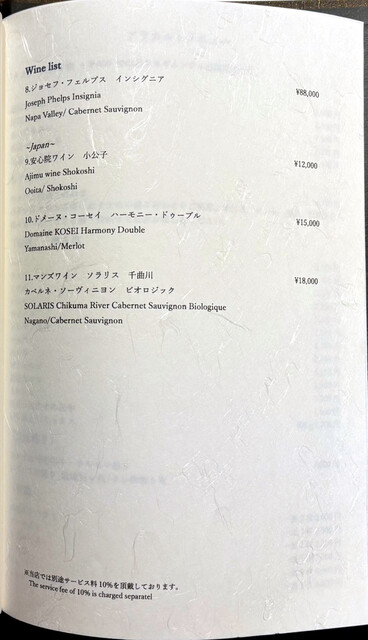 Wine list
8.ジョセフ・フェルプス インシグニア
Joseph Phelps Insignia
¥88,000
Napa Valley/ Cabernet Sauvignon
~Japan~
9.安心院ワイン 小公子
Ajimu wine Shokoshi
¥12,000
Ooita/ Shokoshi
10.ドメーヌ・コーセイ ハーモニー・ドゥーブル
Domaine KOSEI Harmony Double
¥15,000
Yamanashi/Merlot
11.マンズワイン ソラリス 千曲川
¥18,000
カベルネ・ソーヴィニヨン ビオロジック
SOLARIS Chikuma River Cabernet Sauvignon Biologique
Nagano/Cabernet Sauvignon
※当店では別途サービス料10%を頂戴しております。
The service fee of 10% is charged separatel